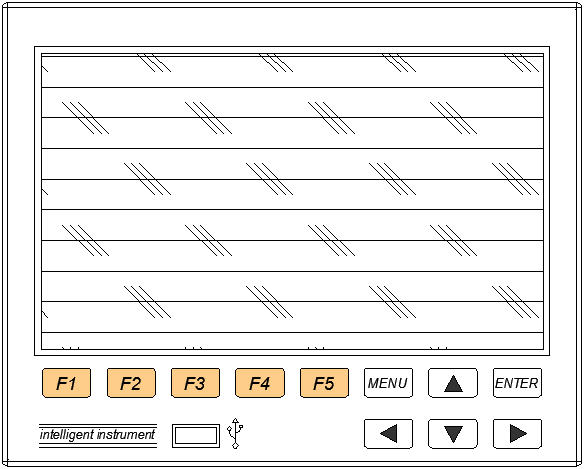 F1 F2 F3 F4 F5 MENU ENTER
intelligent instrument